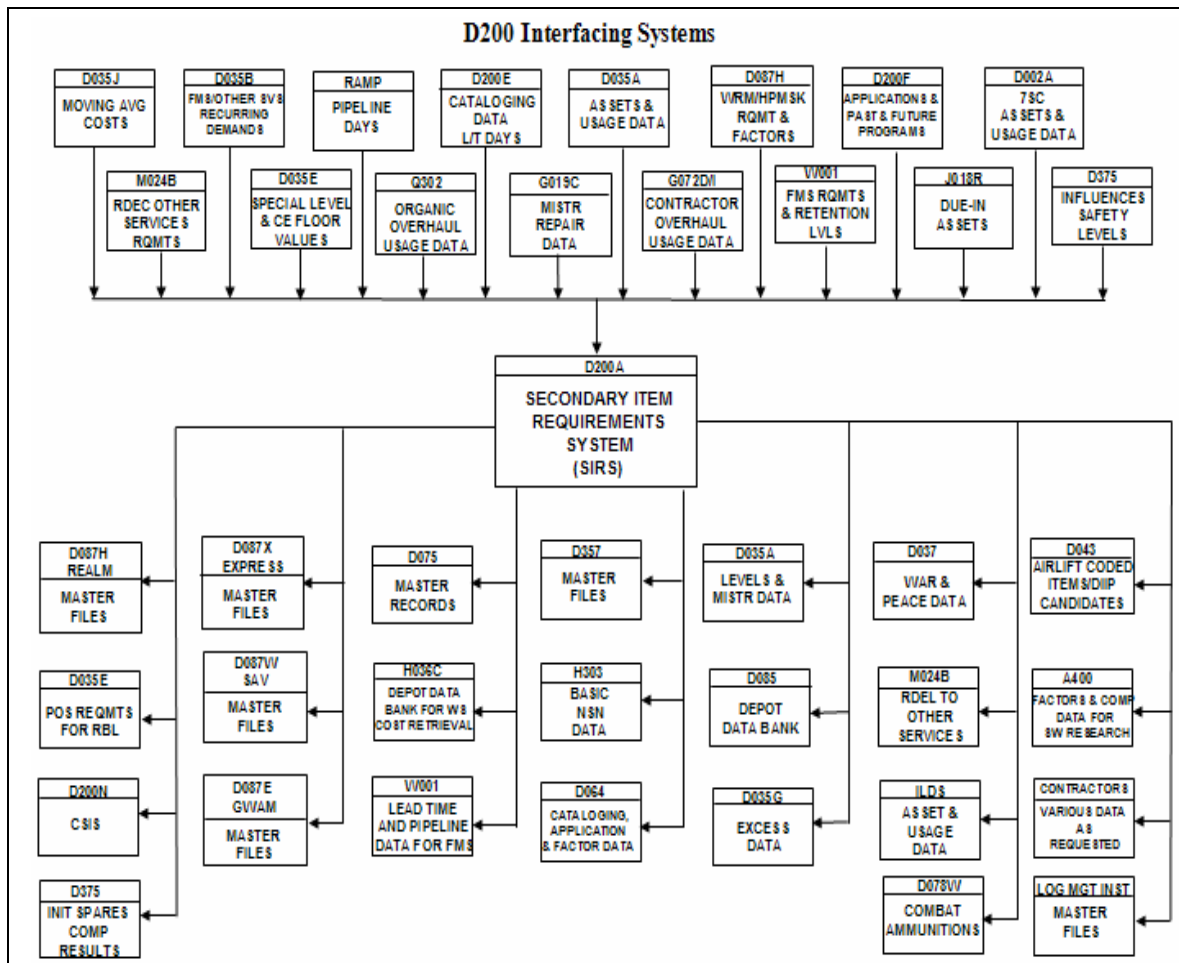 D200 Interfacing Systems
D035J
MOVING AVG
COSTS
D035B
FMS/OTHER SVS
RECURRING
DEMANDS
RAMP
PIPELINE
DAYS
D200E
CATALOGING
DATA
L/T DAYS
D035A
ASSETS &
USAGE DATA
D087H
WRM/HPMSK
RQMT &
FACTORS
D200F
APPLICATIONS &
PAST & FUTURE
PROGRAMS
D002A
7SC
ASSETS &
USAGE DATA
M024B
RDEC OTHER
SERVICES
RQMTS
D035E
SPECIAL LEVEL
& CE FLOOR
VALUES
Q302
ORGANIC
OVERHAUL
USAGE DATA
G019C
MISTR
REPAIR
DATA
G072D/I
CONTRACTOR
OVERHAUL
USAGE DATA
W001
FMS RQMTS
& RETENTION
LVLS
J018R
DUE-IN
ASSETS
D375
INFLUENCES
SAFETY
LEVELS
D200A
SECONDARY ITEM
REQUIREMENTS
SYSTEM
(SIRS)
D087H
REALM
MASTER
FILES
D087X
EXPRESS
MASTER
FILES
D075
MASTER
RECORDS
D357
MASTER
FILES
D035A
LEVELS &
MISTR DATA
D037
WAR &
PEACE DATA
D043
AIRLIFT CODED
ITEMS/DIIP
CANDIDATES
D035E
POS REQMTS
FOR RBL
D087W
SAV
MASTER
FILES
H036C
DEPOT DATA
BANK FOR WS
COST RETRIEVAL
H303
BASIC
NSN
DATA
D085
DEPOT
DATA BANK
M024B
RDEL TO
OTHER
SERVICES
A400
FACTORS & COMP
DATA FOR
SW RESEARCH
D200N
CSIS
D087E
GWAM
MASTER
FILES
W001
LEAD TIME
AND PIPELINE
DATA FOR FMS
D064
CATALOGING,
APPLICATION
& FACTOR DATA
D035G
EXCESS
DATA
ILDS
ASSET &
USAGE
DATA
CONTRACTORS
VARIOUS DATA
AS
REQUESTED
D375
INIT SPARES
COMP
RESULTS
D078W
COMBAT
AMMUNITIONS
LOG MGT INST
MASTER
FILES